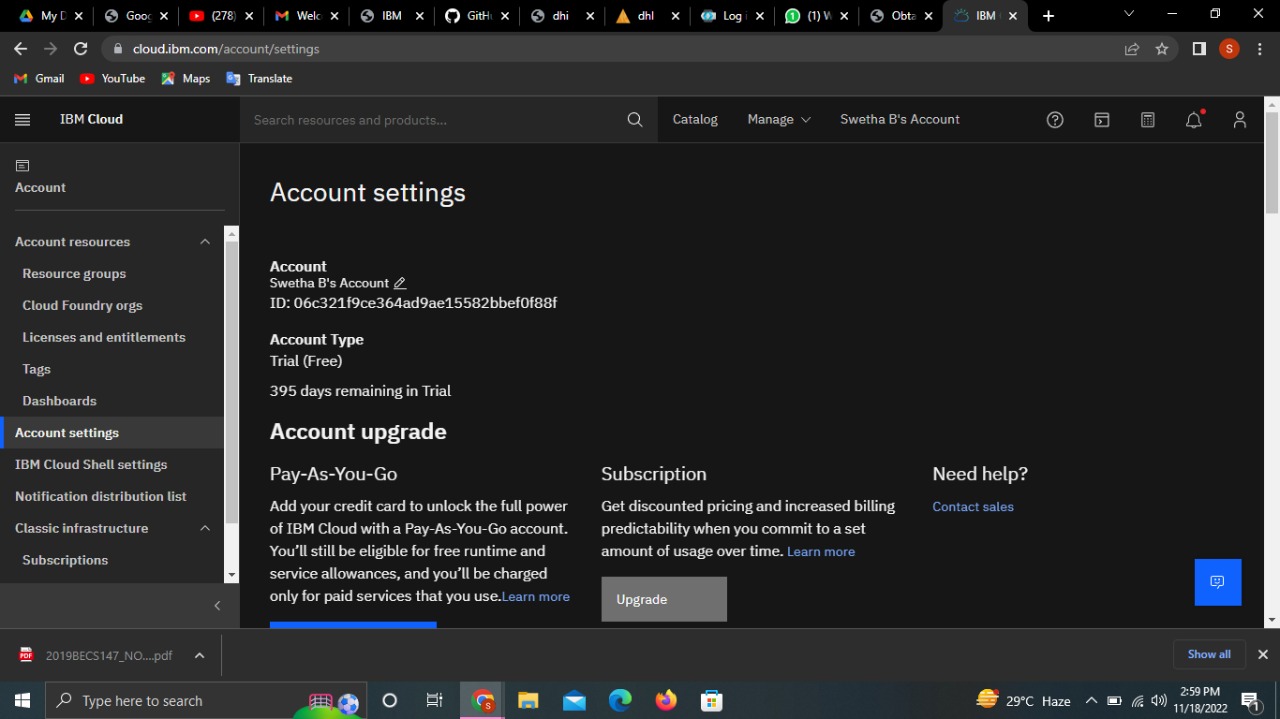 My D
Goog
(278)
Welc
IBM
GitHu
dhi
dhl
Log i
(1) W
Obta
IBM
cloud.ibm.com/account/settings
S
Gmail
YouTube
Maps
Translate
IBM Cloud
Search resources and products...
Catalog
Manage
Swetha B's Account
Account
Account resources
Resource groups
Cloud Foundry orgs
Licenses and entitlements
Tags
Dashboards
Account settings
IBM Cloud Shell settings
Notification distribution list
Classic infrastructure
Subscriptions
Account settings
Account
Swetha B's Account
ID: 06c321f9ce364ad9ae15582bbef0f88f
Account Type
Trial (Free)
395 days remaining in Trial
Account upgrade
Pay-As-You-Go
Add your credit card to unlock the full power
of IBM Cloud with a Pay-As-You-Go account.
You'll still be eligible for free runtime and
service allowances, and you'll be charged
only for paid services that you use.Learn more
Subscription
Get discounted pricing and increased billing
predictability when you commit to a set
amount of usage over time. Learn more
Upgrade
Need help?
Contact sales
PDF
2019BECS147_NO....pdf
Show all
Type here to search
S
29°C Haze
2:59 PM
11/18/2022
1